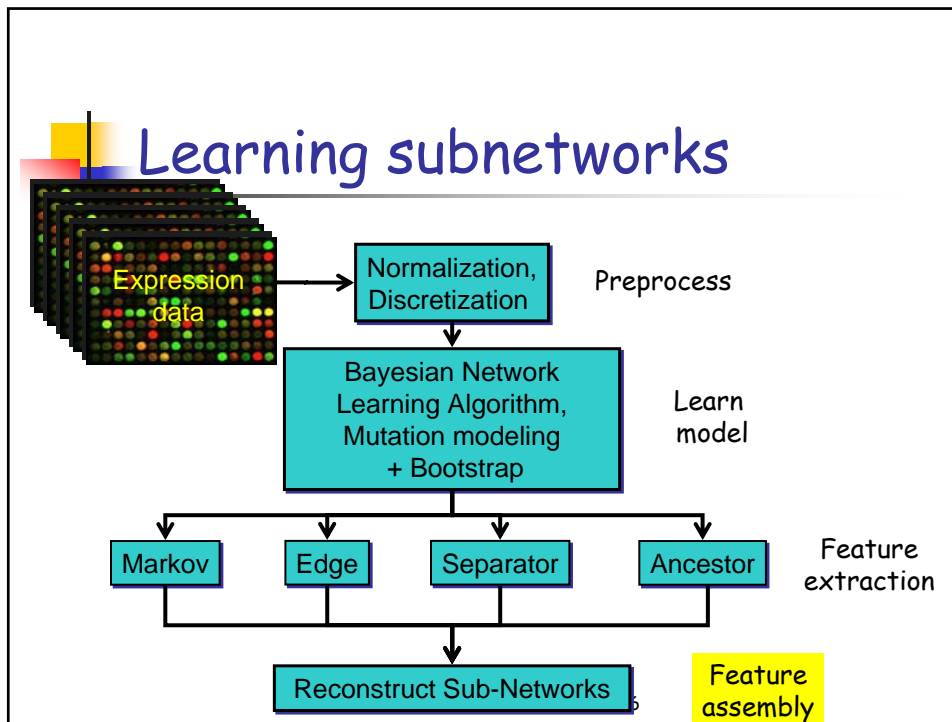 Learning subnetworks
Expression
data
Normalization,
Discretization
Preprocess
Bayesian Network
Learning Algorithm,
Mutation modeling
+ Bootstrap
Learn
model
Markov
Edge
Separator
Ancestor
Feature
extraction
Reconstruct Sub-Networks
Feature
assembly